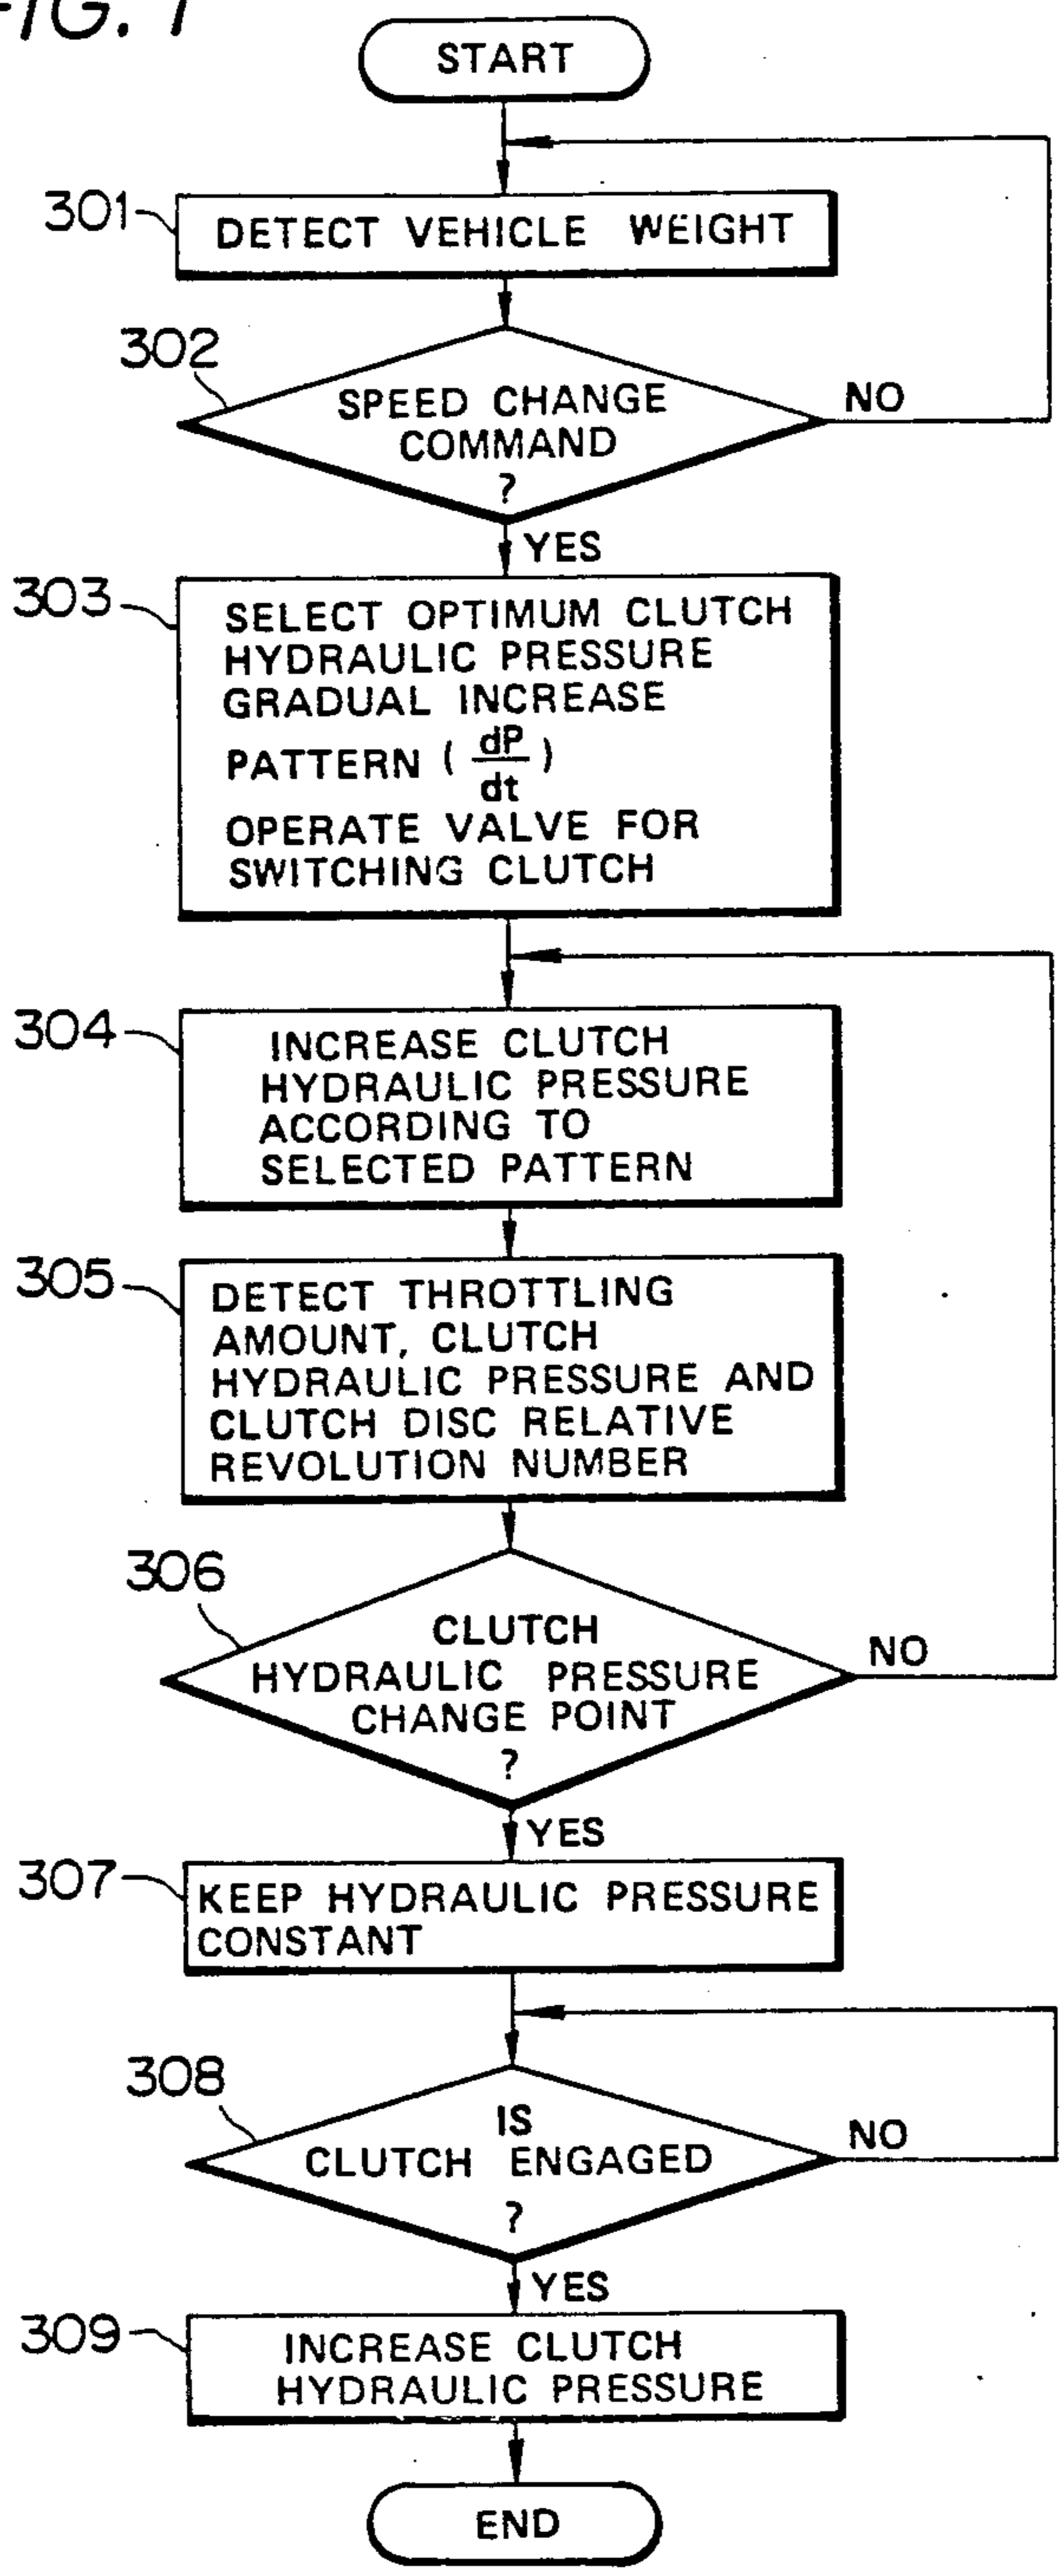 FIG. 1
START
301
DETECT VEHICLE WEIGHT
302
SPEED CHANGE
COMMAND
?
NO
YES
303
SELECT OPTIMUM CLUTCH
HYDRAULIC PRESSURE
GRADUAL INCREASE
PATTERN ( dP/dt )
OPERATE VALVE FOR
SWITCHING CLUTCH
304
INCREASE CLUTCH
HYDRAULIC PRESSURE
ACCORDING TO
SELECTED PATTERN
305
DETECT THROTTLING
AMOUNT, CLUTCH
HYDRAULIC PRESSURE AND
CLUTCH DISC RELATIVE
REVOLUTION NUMBER
306
CLUTCH
HYDRAULIC PRESSURE
CHANGE POINT
?
NO
YES
307
KEEP HYDRAULIC PRESSURE
CONSTANT
308
IS
CLUTCH ENGAGED
?
NO
YES
309
INCREASE CLUTCH
HYDRAULIC PRESSURE
END